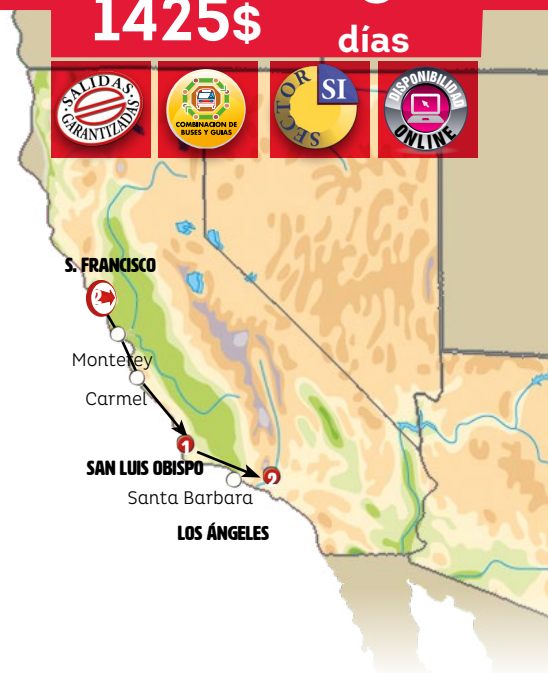 1425$
días
SALIDAS
GARANTIZADAS
COMBINACION DE
BUSES Y GUIAS
SECTOR
SI
DISPONIBILIDAD
ONLINE
S. FRANCISCO
Monterey
Carmel
1
SAN LUIS OBISPO
2
Santa Barbara
LOS ÁNGELES